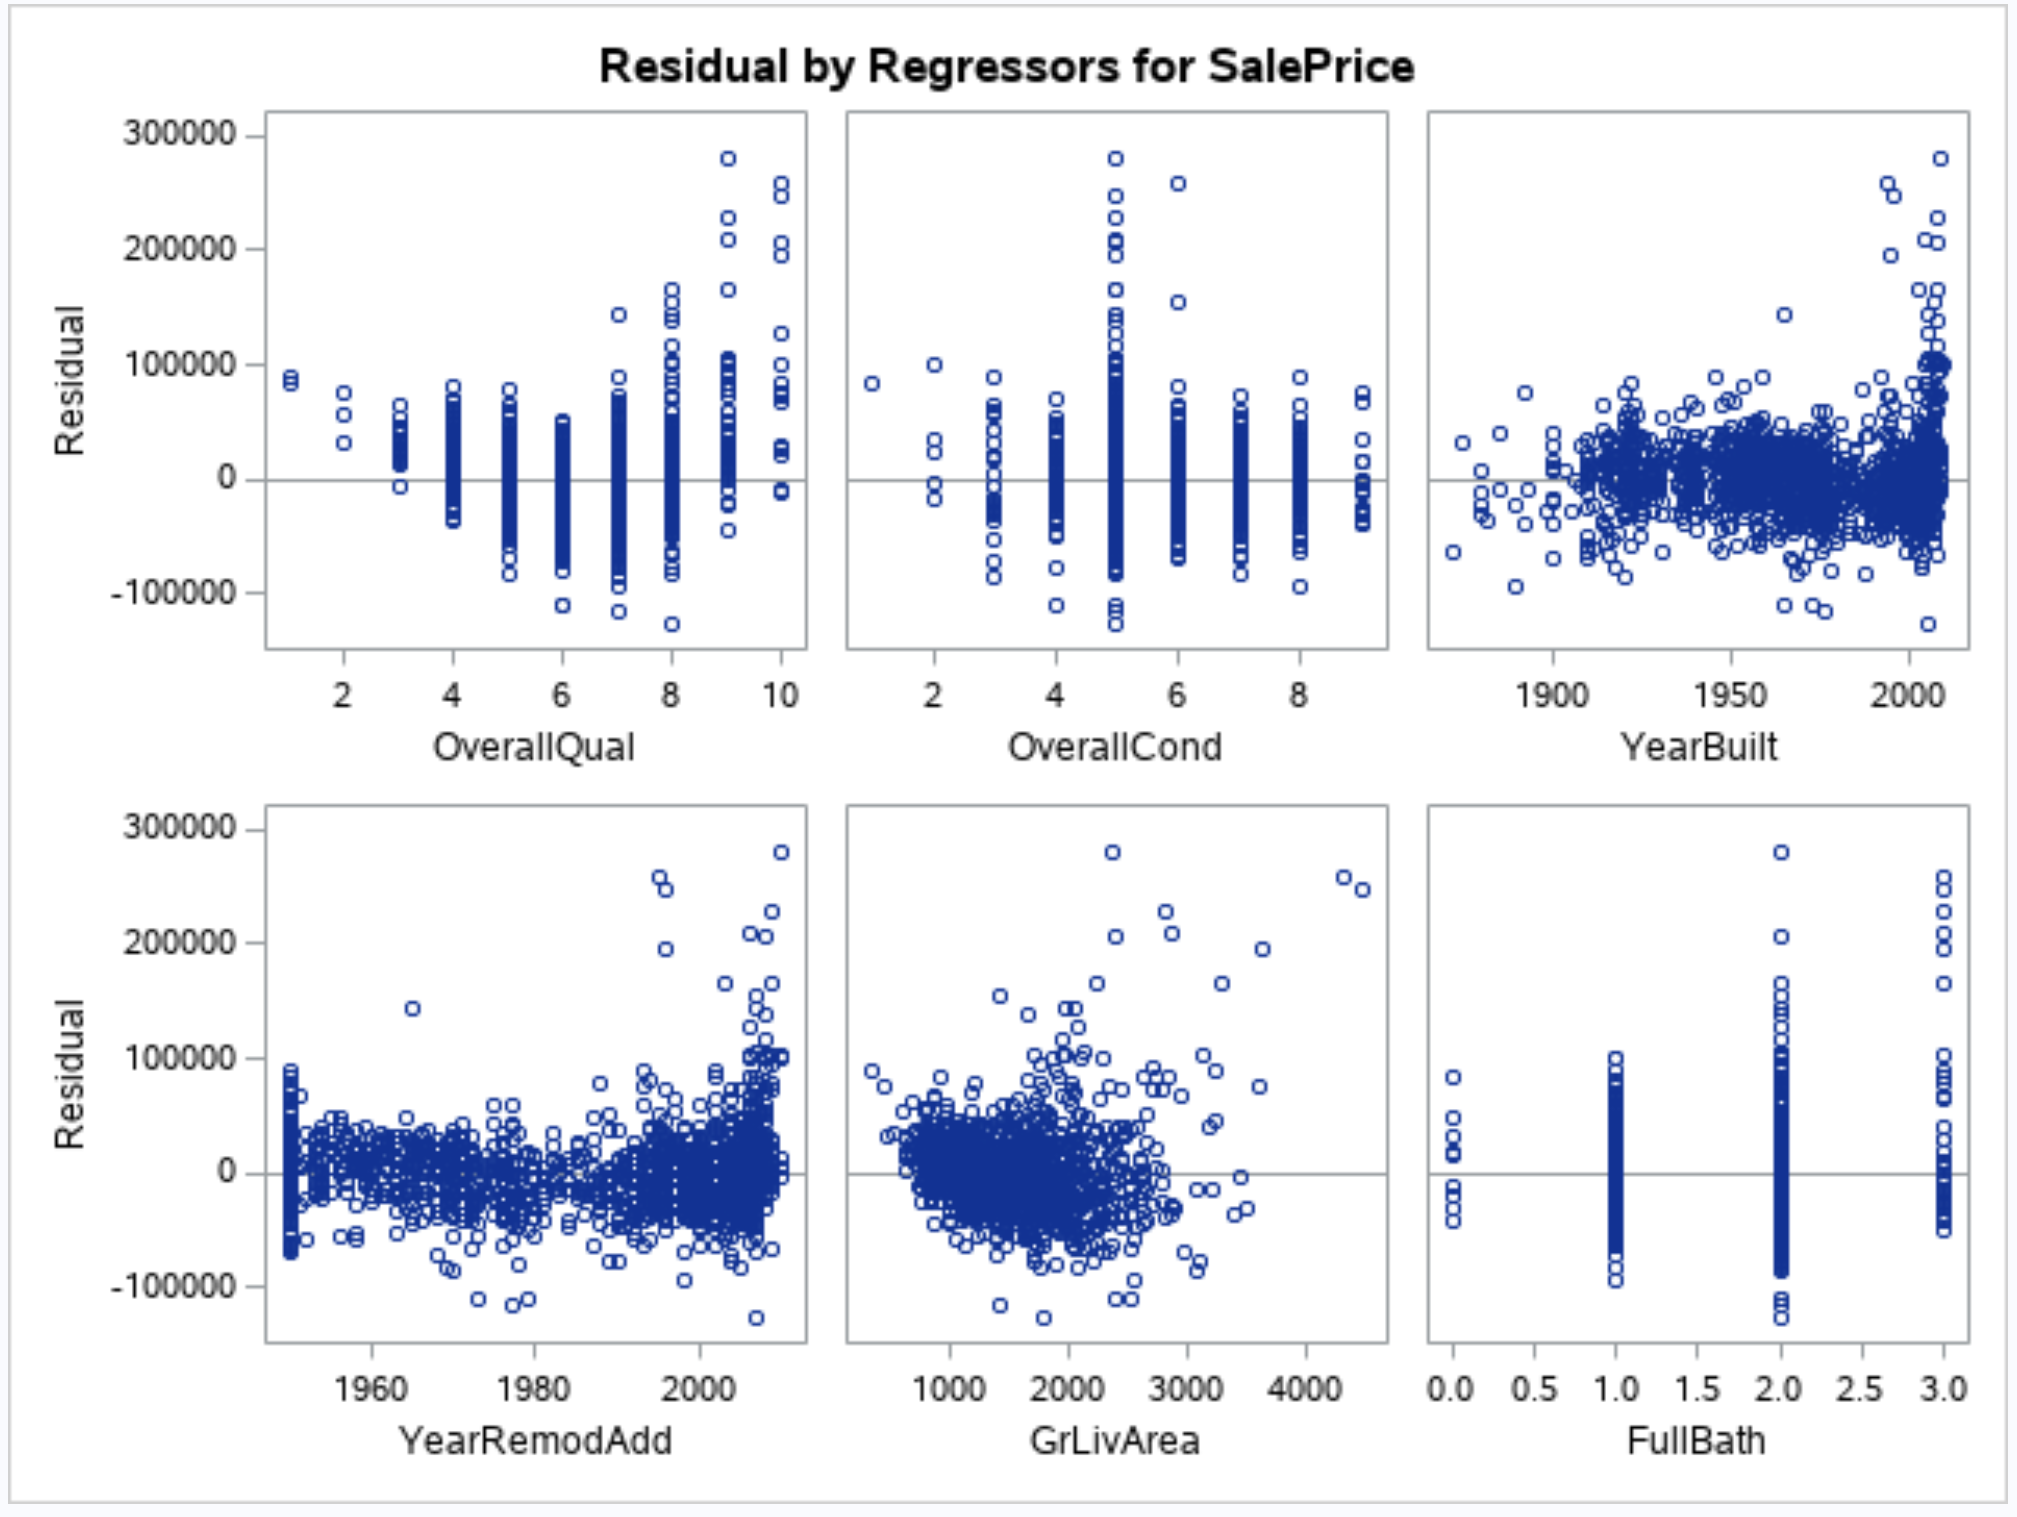 Residual by Regressors for SalePrice
Residual
300000
200000
100000
0
-100000
2 4 6 8 10
OverallQual
2 4 6 8
OverallCond
1900 1950 2000
YearBuilt
Residual
300000
200000
100000
0
-100000
1960 1980 2000
YearRemodAdd
1000 2000 3000 4000
GrLivArea
0.0 0.5 1.0 1.5 2.0 2.5 3.0
FullBath